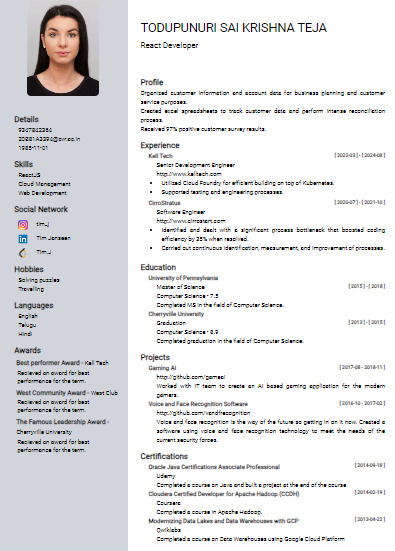 TODUPUNURI SAI KRISHNA TEJA
React Developer
Details
9347862364
1985-11-01
Skills
ReactJS
Cloud Management
Web Development
Social Network
timJ
Tim Janseen
TimJ
Hobbies
Solving puzzles
Travelling
Languages
English
Telugu
Hindi
Awards
Best performer Award - Kell Tech
Recieved an award for best
performance for the term.
West Community Award - West Club
Recieved an award for best
performance for the term.
The Famous Leadership Award -
Cherryville University
Recieved an award for best
performance for the term.
Profile
Organised customer information and account data for business planning and customer
service purposes.
Created excel spreadsheets to track customer data and perform intense reconciliation
process.
Received 97% positive customer survey results.
Experience
Kell Tech [ 2022-03 ] - [ 2024-08 ]
Senior Development Engineer
http://www.kelltech.com
• Utilized Cloud Foundry for efficient building on top of Kubernetes.
• Supported testing and engineering processes.
CirroStratus [ 2020-07 ] - [ 2021-10 ]
Software Engineer
http://www.cirrostart.com
• Identified and dealt with a significant process bottleneck that boosted coding
efficiency by 35% when resolved.
• Carried out continuous identification, measurement, and improvement of processes.
Education
University of Pennsylvania
Master of Science [ 2015 ] - [ 2018 ]
Computer Science - 7.5
Completed MS in the field of Computer Science.
Cherryville University
Graduation [ 2013 ] - [ 2015 ]
Computer Science - 8.9
Completed graduation in the field of Computer Science.
Projects
Gaming AI [ 2017-08 - 2018-11 ]
http://github.com/gameai
Worked with IT team to create an AI based gaming application for the modern
gamers.
Voice and Face Recognition Software [ 2016-10 - 2017-02 ]
http://github.com/vandfrecognition
Voice and face recognition is the way of the future so getting in on it now. Created a
software using voice and face recognition technology to meet the needs of the
current security forces.
Certifications
Oracle Java Certifications Associate Professional [ 2014-09-18 ]
Udemy
Completed a course on Java and built a project at the end of the course
Cloudera Certified Developer for Apache Hadoop (CCDH) [ 2014-02-19 ]
Coursera
Completed a course in Apache Hadoop.
Modernizing Data Lakes and Data Warehouses with GCP [ 2013-04-22 ]
Qwiklabs
Completed a course on Data Warehouses using Google Cloud Platform